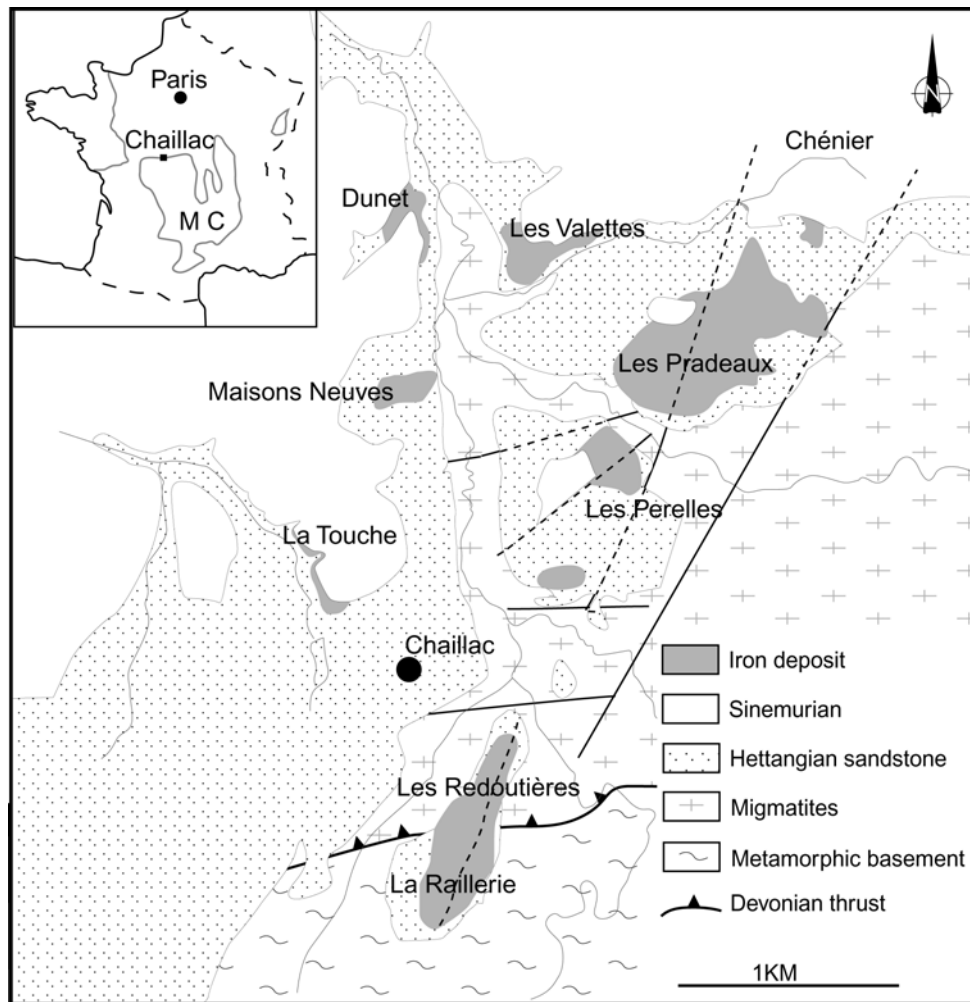 Paris
Chaillac
M C
N
Chénier
Dunet
Les Valettes
Les Pradeaux
Maisons Neuves
Les Perelles
La Touche
Chaillac
Les Redoutières
La Raillerie
Iron deposit
Sinemurian
Hettangian sandstone
Migmatites
Metamorphic basement
Devonian thrust
1KM